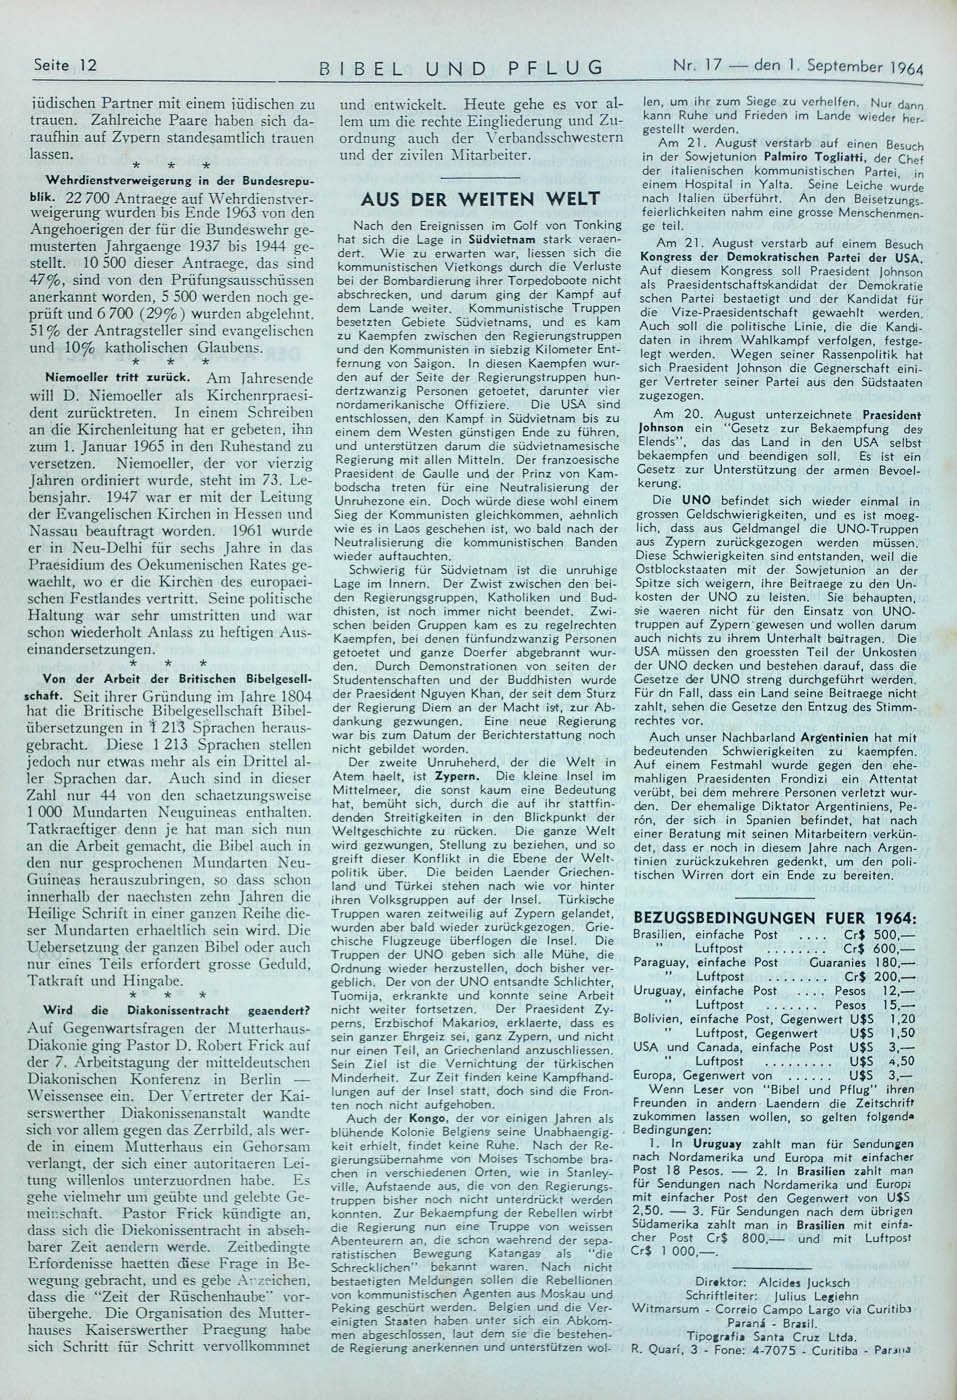 Seite 12
BIBEL UND PFLUG
Nr. 17 — den 1. September 1964
jüdischen Partner mit einem jüdischen zu
trauen. Zahlreiche Paare haben sich da-
raufhin auf Zypern standesamtlich trauen
lassen.
* * *
Wehrdienstverweigerung in der Bundesrepu-
blik. 22 700 Antraege auf Wehrdienstver-
weigerung wurden bis Ende 1963 von den
Angehoerigen der für die Bundeswehr ge-
musterten Jahrgaenge 1937 bis 1944 ge-
stellt. 10 500 dieser Antraege, das sind
47%, sind von den Prüfungsausschüssen
anerkannt worden, 5 500 werden noch ge-
prüft und 6 700 (29%) wurden abgelehnt.
51% der Antragsteller sind evangelischen
und 10% katholischen Glaubens.
* * *
Niemoeller tritt zurück. Am Jahresende
will D. Niemoeller als Kirchenrpraesi-
dent zurücktreten. In einem Schreiben
an die Kirchenleitung hat er gebeten, ihn
zum 1. Januar 1965 in den Ruhestand zu
versetzen. Niemoeller, der vor vierzig
Jahren ordiniert wurde, steht im 73. Le-
bensjahr. 1947 war er mit der Leitung
der Evangelischen Kirchen in Hessen und
Nassau beauftragt worden. 1961 wurde
er in Neu-Delhi für sechs Jahre in das
Praesidium des Oekumenischen Rates ge-
waehlt, wo er die Kirchen des europaei-
schen Festlandes vertritt. Seine politische
Haltung war sehr umstritten und war
schon wiederholt Anlass zu heftigen Aus-
einandersetzungen.
* * *
Von der Arbeit der Britischen Bibelgesell-
schaft. Seit ihrer Gründung im Jahre 1804
hat die Britische Bibelgesellschaft Bibel-
übersetzungen in 1 213 Sprachen heraus-
gebracht. Diese 1 213 Sprachen stellen
jedoch nur etwas mehr als ein Drittel al-
ler Sprachen dar. Auch sind in dieser
Zahl nur 44 von den schaetzungsweise
1 000 Mundarten Neuguineas enthalten.
Tatkraeftiger denn je hat man sich nun
an die Arbeit gemacht, die Bibel auch in
den nur gesprochenen Mundarten Neu-
Guineas herauszubringen, so dass schon
innerhalb der naechsten zehn Jahren die
Heilige Schrift in einer ganzen Reihe die-
ser Mundarten erhaeltlich sein wird. Die
Uebersetzung der ganzen Bibel oder auch
nur eines Teils erfordert grosse Geduld,
Tatkraft und Hingabe.
* * *
Wird die Diakonissentracht geaendert?
Auf Gegenwartsfragen der Mutterhaus-
Diakonie ging Pastor D. Robert Frick auf
der 7. Arbeitstagung der mitteldeutschen
Diakonischen Konferenz in Berlin —
Weissensee ein. Der Vertreter der Kai-
serswerther Diakonissenanstalt wandte
sich vor allem gegen das Zerrbild, als wer-
de in einem Mutterhaus ein Gehorsam
verlangt, der sich einer autoritaeren Lei-
tung willenlos unterzuordnen habe. Es
gehe vielmehr um geübte und gelebte Ge-
meinschaft. Pastor Frick kündigte an,
dass sich die Diekonissentracht in abseh-
barer Zeit aendern werde. Zeitbedingte
Erfordenisse haetten diese Frage in Be-
wegung gebracht, und es gebe Anzeichen,
dass die "Zeit der Rüschenhaube" vor-
übergehe. Die Organisation des Mutter-
hauses Kaiserswerther Praegung habe
sich Schritt für Schritt vervollkommnet
und entwickelt. Heute gehe es vor al-
lem um die rechte Eingliederung und Zu-
ordnung auch der Verbandsschwestern
und der zivilen Mitarbeiter.
AUS DER WEITEN WELT
Nach den Ereignissen im Golf von Tonking
hat sich die Lage in Südvietnam stark veraen-
dert. Wie zu erwarten war, liessen sich die
kommunistischen Vietkongs durch die Verluste
bei der Bombardierung ihrer Torpedoboote nicht
abschrecken, und darum ging der Kampf auf
dem Lande weiter. Kommunistische Truppen
besetzten Gebiete Südvietnams, und es kam
zu Kaempfen zwischen den Regierungstruppen
und den Kommunisten in siebzig Kilometer Ent-
fernung von Saigon. In diesen Kaempfen wur-
den auf der Seite der Regierungstruppen hun-
dertzwanzig Personen getoetet, darunter vier
nordamerikanische Offiziere. Die USA sind
entschlossen, den Kampf in Südvietnam bis zu
einem dem Westen günstigen Ende zu führen,
und unterstützen darum die südvietnamesische
Regierung mit allen Mitteln. Der franzoesische
Praesident de Gaulle und der Prinz von Kam-
bodscha treten für eine Neutralisierung der
Unruhezone ein. Doch würde diese wohl einem
Sieg der Kommunisten gleichkommen, aehnlich
wie es in Laos geschehen ist, wo bald nach der
Neutralisierung die kommunistischen Banden
wieder auftauchten.
Schwierig für Südvietnam ist die unruhige
Lage im Innern. Der Zwist zwischen den bei-
den Regierungsgruppen, Katholiken und Bud-
dhisten, ist noch immer nicht beendet. Zwi-
schen beiden Gruppen kam es zu regelrechten
Kaempfen, bei denen fünfundzwanzig Personen
getoetet und ganze Doerfer abgebrannt wur-
den. Durch Demonstrationen von seiten der
Studentenschaften und der Buddhisten wurde
der Praesident Nguyen Khan, der seit dem Sturz
der Regierung Diem an der Macht ist, zur Ab-
dankung gezwungen. Eine neue Regierung
war bis zum Datum der Berichterstattung noch
nicht gebildet worden.
Der zweite Unruheherd, der die Welt in
Atem haelt, ist Zypern. Die kleine Insel im
Mittelmeer, die sonst kaum eine Bedeutung
hat, bemüht sich, durch die auf ihr stattfin-
denden Streitigkeiten in den Blickpunkt der
Weltgeschichte zu rücken. Die ganze Welt
wird gezwungen, Stellung zu beziehen, und so
greift dieser Konflikt in die Ebene der Welt-
politik über. Die beiden Laender Griechen-
land und Türkei stehen nach wie vor hinter
ihren Volksgruppen auf der Insel. Türkische
Truppen waren zeitweilig auf Zypern gelandet,
wurden aber bald wieder zurückgezogen. Grie-
chische Flugzeuge überflogen die Insel. Die
Truppen der UNO geben sich alle Mühe, die
Ordnung wieder herzustellen, doch bisher ver-
geblich. Der von der UNO entsandte Schlichter,
Tuomija, erkrankte und konnte seine Arbeit
nicht weiter fortsetzen. Der Praesident Zy-
perns, Erzbischof Makarios, erklaerte, dass es
sein ganzer Ehrgeiz sei, ganz Zypern, und nicht
nur einen Teil, an Griechenland anzuschliessen.
Sein Ziel ist die Vernichtung der türkischen
Minderheit. Zur Zeit finden keine Kampfhand-
lungen auf der Insel statt, doch sind die Fron-
ten noch nicht aufgehoben.
Auch der Kongo, der vor einigen Jahren als
blühende Kolonie Belgiens seine Unabhaengig-
keit erhielt, findet keine Ruhe. Nach der Re-
gierungsübernahme von Moises Tschombe bra-
chen in verschiedenen Orten, wie in Stanley-
ville, Aufstaende aus, die von den Regierungs-
truppen bisher noch nicht unterdrückt werden
konnten. Zur Bekaempfung der Rebellen wirbt
die Regierung nun eine Truppe von weissen
Abenteurern an, die schon waehrend der sepa-
ratistischen Bewegung Katangas als "die
Schrecklichen" bekannt waren. Nach nicht
bestaetigten Meldungen sollen die Rebellionen
von kommunistischen Agenten aus Moskau und
Peking geschürt werden. Belgien und die Ver-
einigten Staaten haben unter sich ein Abkom-
men abgeschlossen, laut dem sie die bestehen-
de Regierung anerkennen und unterstützen wol-
len, um ihr zum Siege zu verhelfen. Nur dann
kann Ruhe und Frieden im Lande wieder her-
gestellt werden.
Am 21. August verstarb auf einen Besuch
in der Sowjetunion Palmiro Togliatti, der Chef
der italienischen kommunistischen Partei, in
einem Hospital in Yalta. Seine Leiche wurde
nach Italien überführt. An den Beisetzungs-
feierlichkeiten nahm eine grosse Menschenmen-
ge teil.
Am 21. August verstarb auf einem Besuch
Kongress der Demokratischen Partei der USA.
Auf diesem Kongress soll Praesident Johnson
als Praesidentschaftskandidat der Demokratie
schen Partei bestaetigt und der Kandidat für
die Vize-Praesidentschaft gewaehlt werden.
Auch soll die politische Linie, die die Kandi-
daten in ihrem Wahlkampf verfolgen, festge-
legt werden. Wegen seiner Rassenpolitik hat
sich Praesident Johnson die Gegnerschaft eini-
ger Vertreter seiner Partei aus den Südstaaten
zugezogen.
Am 20. August unterzeichnete Praesident
Johnson ein "Gesetz zur Bekaempfung des
Elends", das das Land in den USA selbst
bekaempfen und beendigen soll. Es ist ein
Gesetz zur Unterstützung der armen Bevoel-
kerung.
Die UNO befindet sich wieder einmal in
grossen Geldschwierigkeiten, und es ist moeg-
lich, dass aus Geldmangel die UNO-Truppen
aus Zypern zurückgezogen werden müssen.
Diese Schwierigkeiten sind entstanden, weil die
Ostblockstaaten mit der Sowjetunion an der
Spitze sich weigern, ihre Beitraege zu den Un-
kosten der UNO zu leisten. Sie behaupten,
sie waeren nicht für den Einsatz von UNO-
truppen auf Zypern gewesen und wollen darum
auch nichts zu ihrem Unterhalt beitragen. Die
USA müssen den groessten Teil der Unkosten
der UNO decken und bestehen darauf, dass die
Gesetze der UNO streng durchgeführt werden.
Für dn Fall, dass ein Land seine Beitraege nicht
zahlt, sehen die Gesetze den Entzug des Stimm-
rechtes vor.
Auch unser Nachbarland Argentinien hat mit
bedeutenden Schwierigkeiten zu kaempfen.
Auf einem Festmahl wurde gegen den ehe-
mahligen Praesidenten Frondizi ein Attentat
verübt, bei dem mehrere Personen verletzt wur-
den. Der ehemalige Diktator Argentiniens, Pe-
rón, der sich in Spanien befindet, hat nach
einer Beratung mit seinen Mitarbeitern verkün-
det, dass er noch in diesem Jahre nach Argen-
tinien zurückzukehren gedenkt, um den poli-
tischen Wirren dort ein Ende zu bereiten.
BEZUGSBEDINGUNGEN FUER 1964:
Brasilien, einfache Post .... Cr$ 500,—
" Luftpost ........ Cr$ 600,—
Paraguay, einfache Post Guaranies 180,—
" Luftpost ........ Cr$ 200,—
Uruguay, einfache Post .... Pesos 12,—
" Luftpost ........ Pesos 15,—
Bolivien, einfache Post, Gegenwert U$S 1,20
" Luftpost, Gegenwert U$S 1,50
USA und Canada, einfache Post U$S 3,—
" Luftpost ......... U$S 4,50
Europa, Gegenwert von ...... U$S 3,—
Wenn Leser von "Bibel und Pflug" ihren
Freunden in andern Laendern die Zeitschrift
zukommen lassen wollen, so gelten folgende
Bedingungen:
1. In Uruguay zahlt man für Sendungen
nach Nordamerika und Europa mit einfacher
Post 18 Pesos. — 2. In Brasilien zahlt man
für Sendungen nach Nordamerika und Europa
mit einfacher Post den Gegenwert von U$S
2,50. — 3. Für Sendungen nach dem übrigen
Südamerika zahlt man in Brasilien mit einfa-
cher Post Cr$ 800,— und mit Luftpost
Cr$ 1 000,—.
Direktor: Alcides Jucksch
Schriftleiter: Julius Legiehn
Witmarsum - Correio Campo Largo via Curitiba
Paraná - Brasil.
Tipografia Santa Cruz Ltda.
R. Quarí, 3 - Fone: 4-7075 - Curitiba - Parana